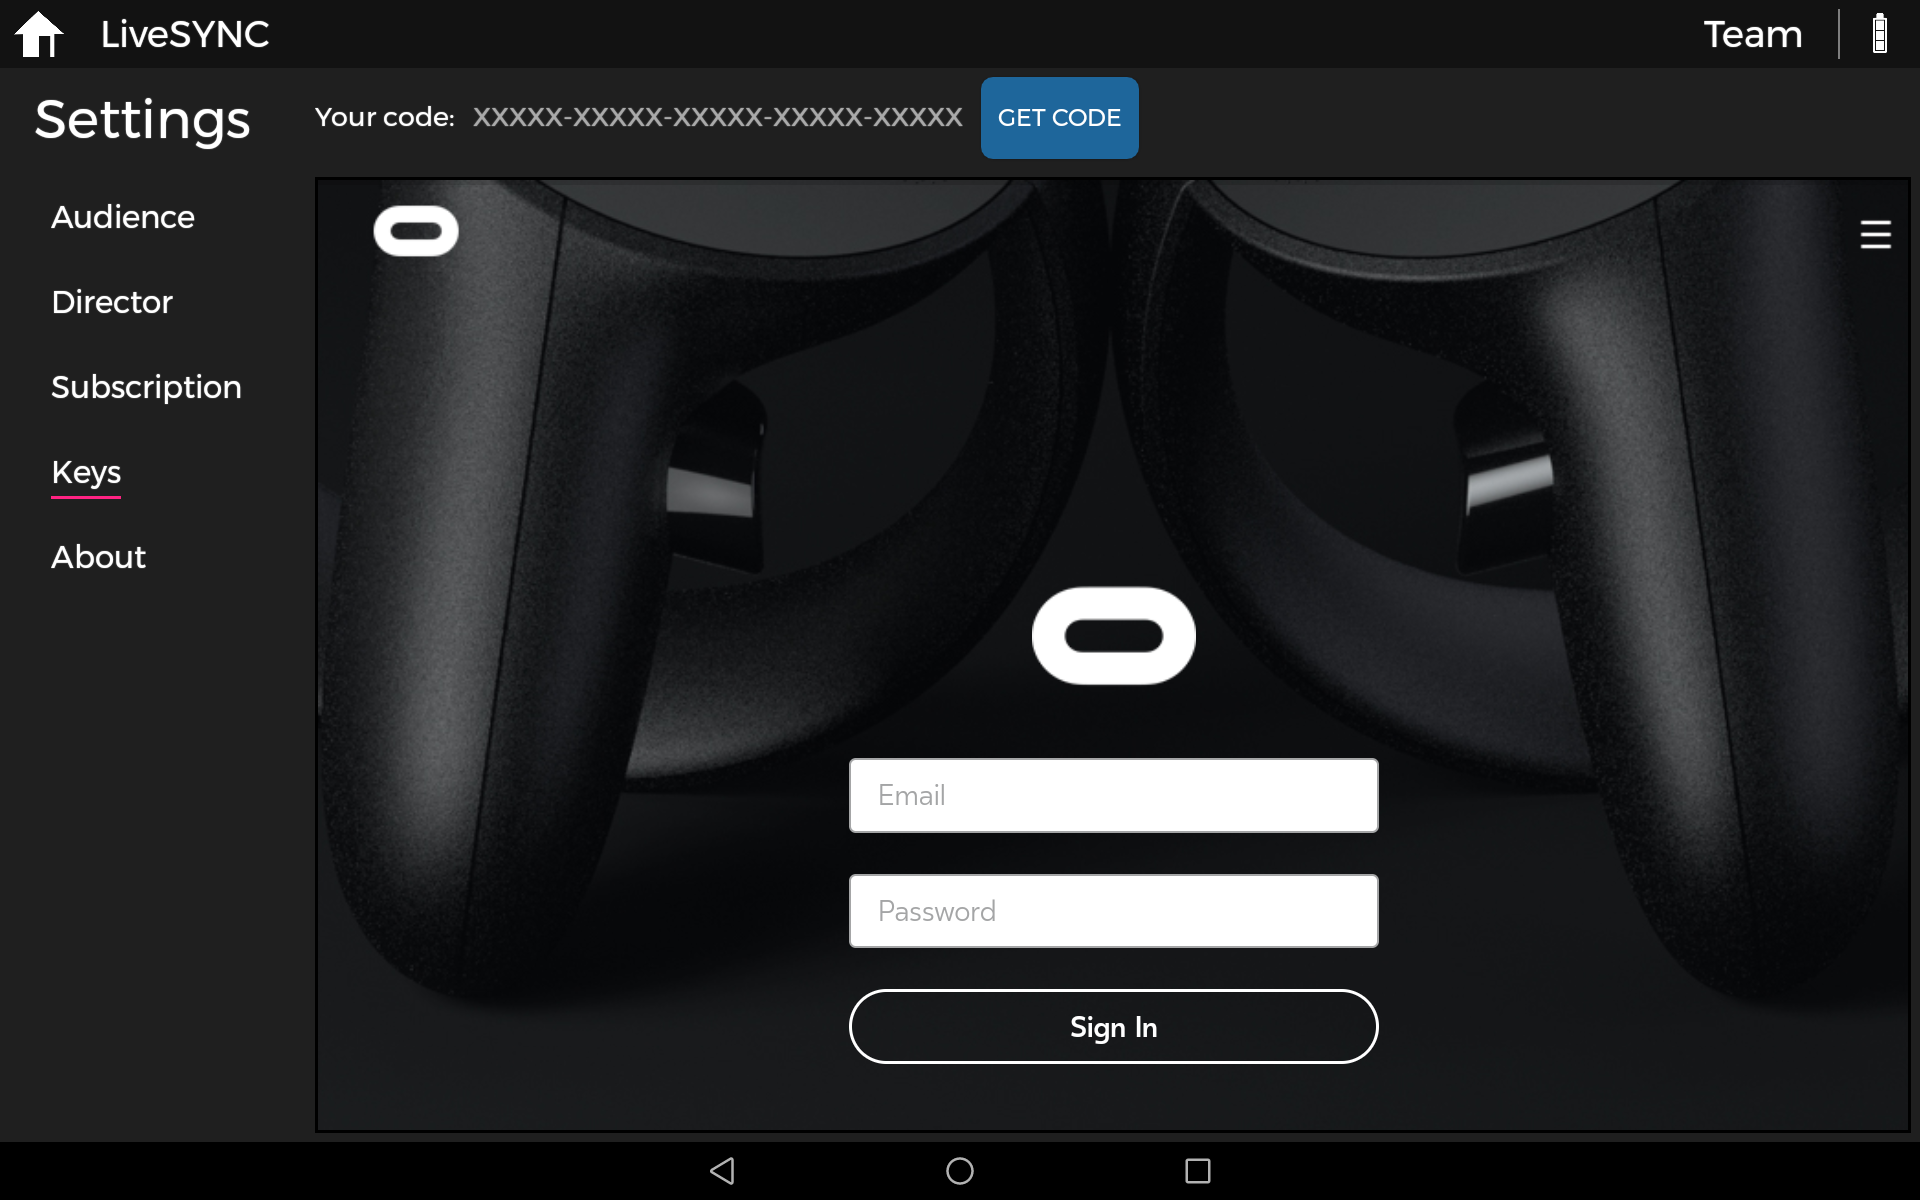 LiveSYNC
Team
Settings
Your code: XXXXX-XXXXX-XXXXX-XXXXX-XXXXX
GET CODE
Audience
Director
Subscription
Keys
About
Email
Password
Sign In